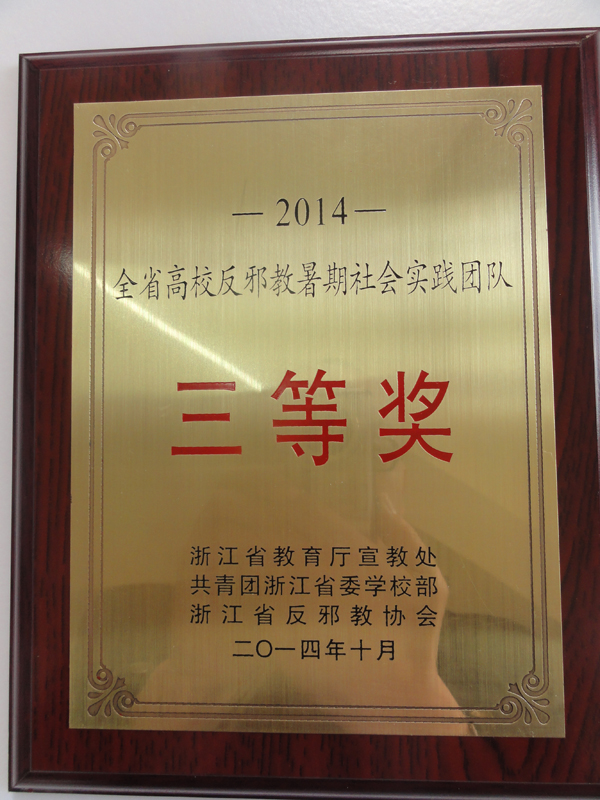 —2014—
全省高校反邪教暑期社会实践团队
三等奖
浙江省教育厅宣教处
共青团浙江省委学校部
浙江省反邪教协会
二〇一四年十月